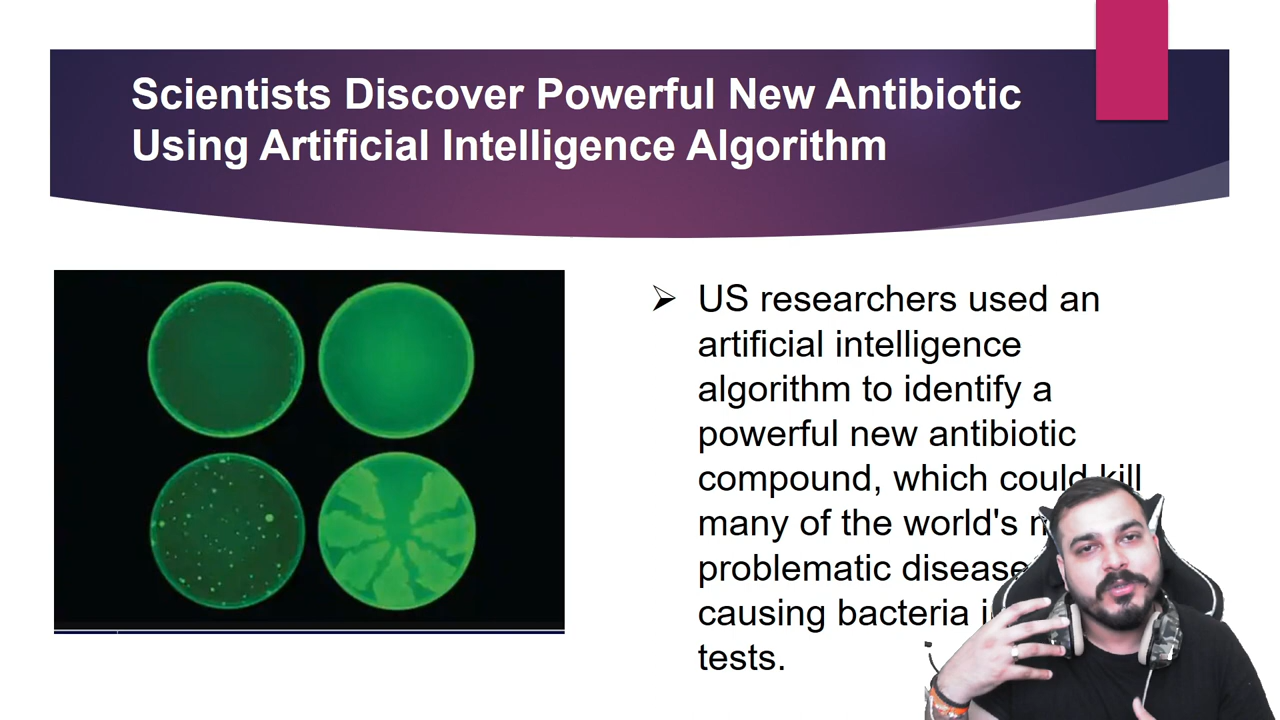 Scientists Discover Powerful New Antibiotic
Using Artificial Intelligence Algorithm
➢ US researchers used an
artificial intelligence
algorithm to identify a
powerful new antibiotic
compound, which could kill
many of the world's
problematic disease
causing bacteria
tests.